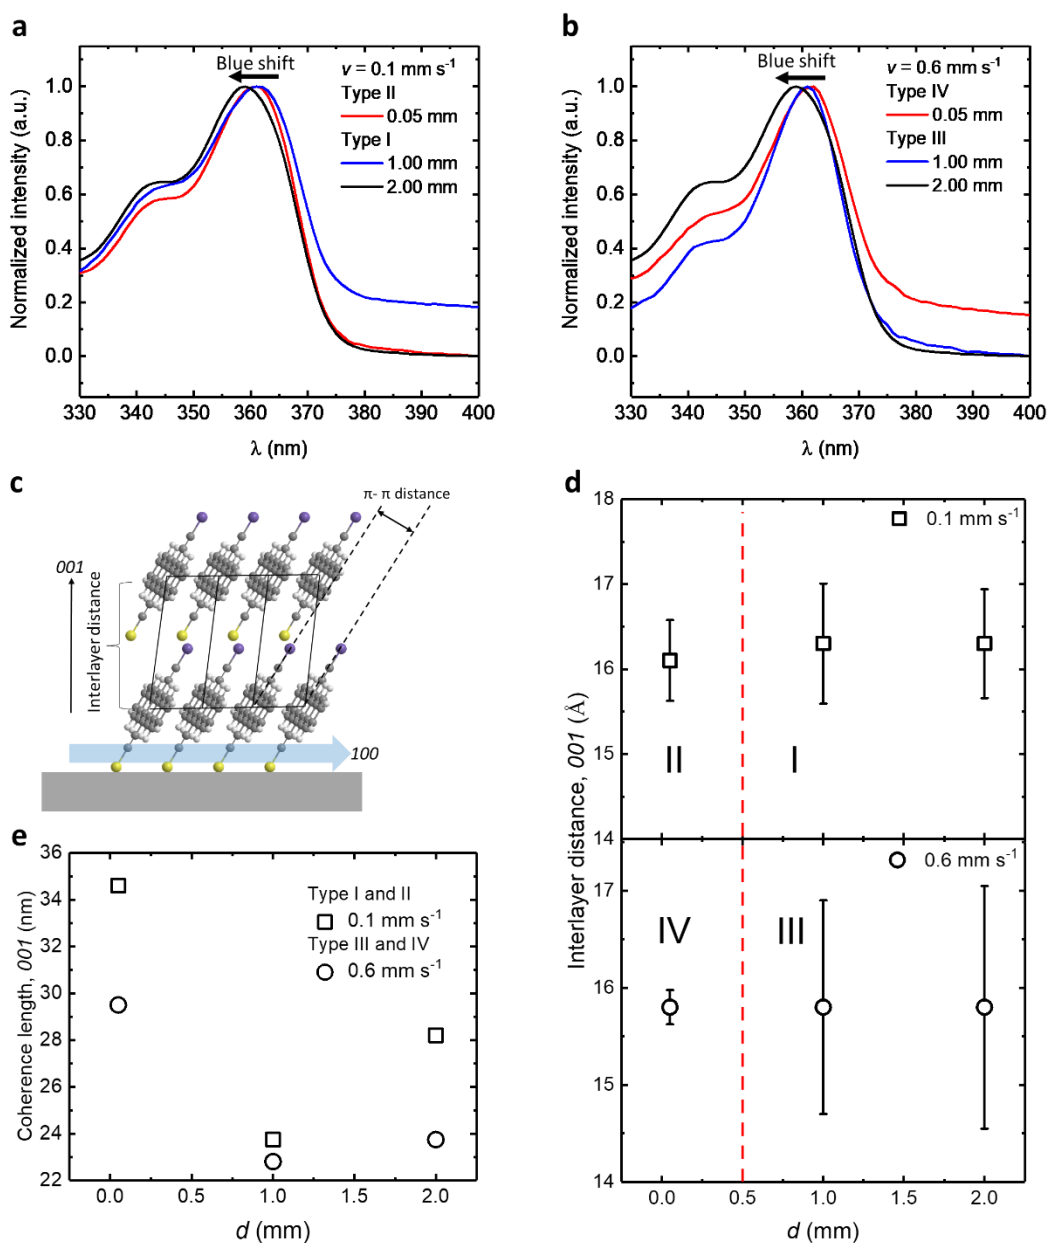 a
Blue shift
v = 0.1 mm s⁻¹
Type II
0.05 mm
Type I
1.00 mm
2.00 mm
Normalized intensity (a.u.)
1.0
0.8
0.6
0.4
0.2
0.0
330 340 350 360 370 380 390 400
λ (nm)
b
Blue shift
v = 0.6 mm s⁻¹
Type IV
0.05 mm
Type III
1.00 mm
2.00 mm
Normalized intensity (a.u.)
1.0
0.8
0.6
0.4
0.2
0.0
330 340 350 360 370 380 390 400
λ (nm)
c
π- π distance
001
Interlayer distance
100
d
18
17
16
15
14
0.1 mm s⁻¹
II
I
Interlayer distance, 001 (Å)
0.6 mm s⁻¹
17
16
15
14
IV
III
0.0 0.5 1.0 1.5 2.0
d (mm)
e
36
34
32
30
28
26
24
22
Coherence length, 001 (nm)
Type I and II
0.1 mm s⁻¹
Type III and IV
0.6 mm s⁻¹
0.0 0.5 1.0 1.5 2.0
d (mm)